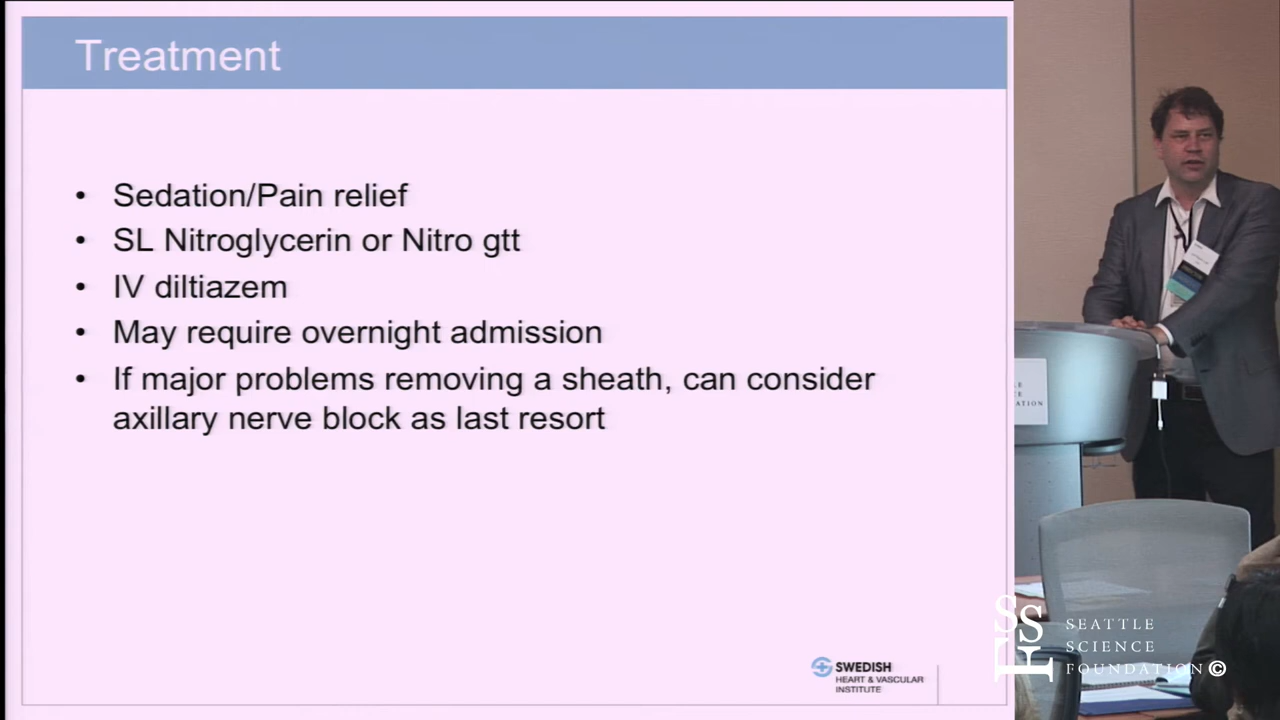 Treatment
• Sedation/Pain relief
• SL Nitroglycerin or Nitro gtt
• IV diltiazem
• May require overnight admission
• If major problems removing a sheath, can consider
axillary nerve block as last resort
SWEDISH
HEART & VASCULAR
INSTITUTE
SSF
SEATTLE
SCIENCE
FOUNDATION©